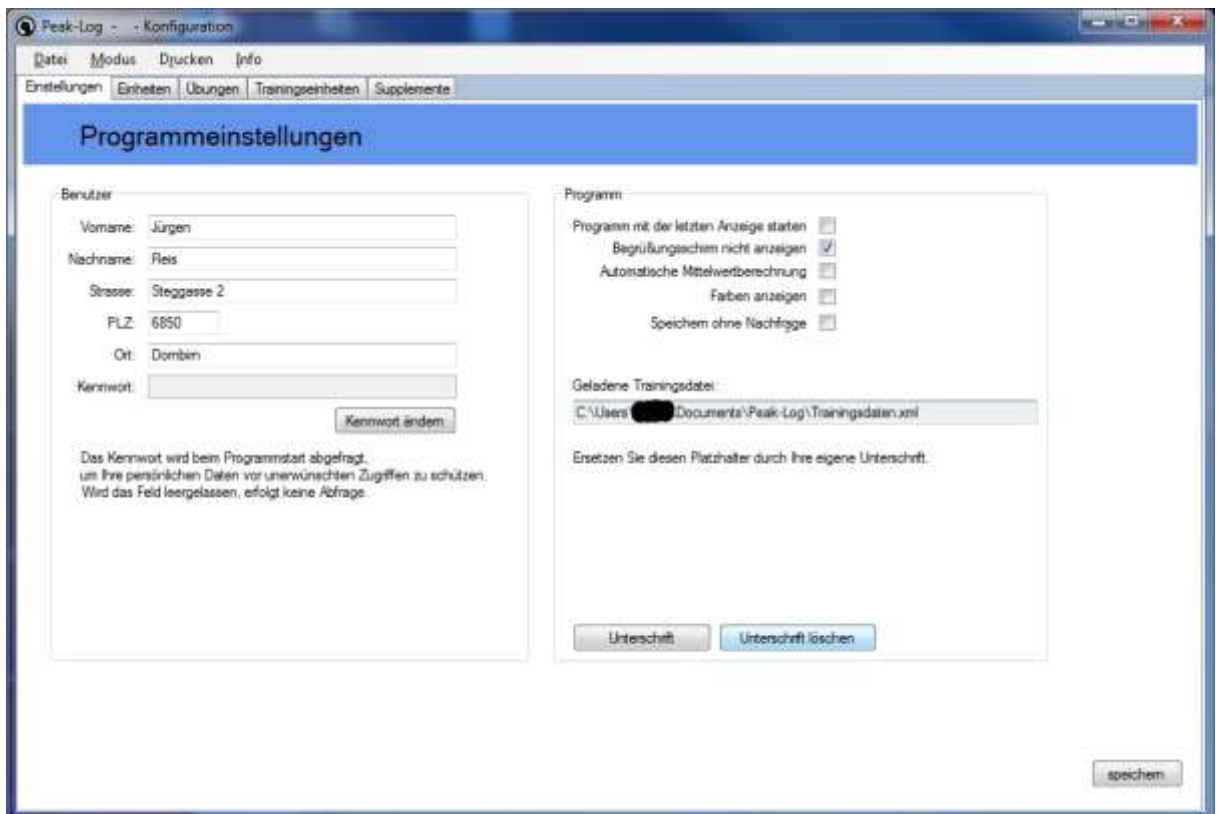 Peak-Log - - Konfiguration
Datei Modus Drucken Info
Einstellungen Einheiten Übungen Trainingseinheiten Supplemente
Programmeinstellungen
Benutzer
Vorname: Jürgen
Nachname: Reis
Strasse: Steggasse 2
PLZ: 6850
Ort: Dornbirn
Kennwort:
Kennwort ändern
Das Kennwort wird beim Programmstart abgefragt,
um Ihre persönlichen Daten vor unerwünschten Zugriffen zu schützen.
Wird das Feld leergelassen, erfolgt keine Abfrage.
Programm
Programm mit der letzten Anzeige starten
Begrüßungsschirm nicht anzeigen
Automatische Mittelwertberechnung
Farben anzeigen
Speichern ohne Nachfrage
Geladene Trainingsdatei:
C:\Users\ Documents\Peak-Log\Trainingsdaten.xml
Ersetzen Sie diesen Platzhalter durch Ihre eigene Unterschrift.
Unterschrift Unterschrift löschen
speichern